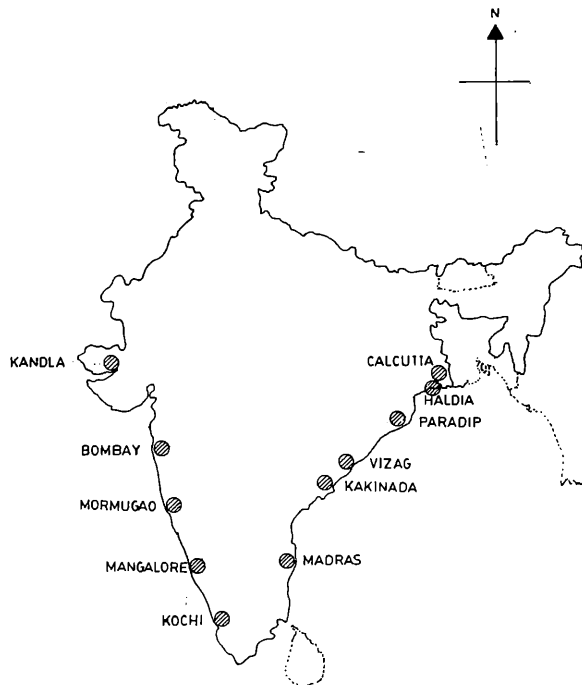 N
KANDLA
CALCUTTA
HALDIA
PARADIP
BOMBAY
VIZAG
KAKINADA
MORMUGAO
MANGALORE
MADRAS
KOCHI